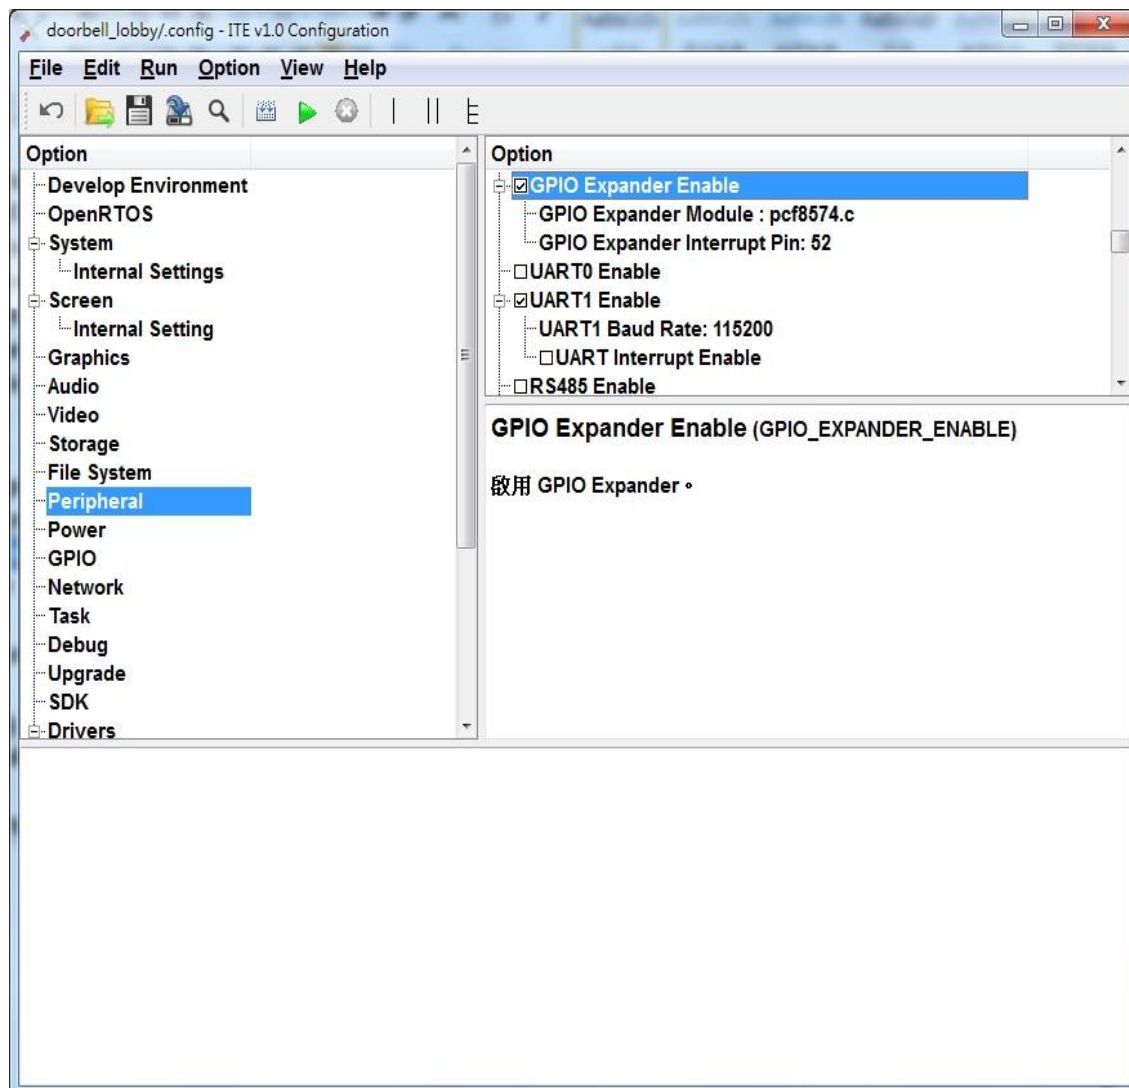 doorbell_lobby/.config - ITE v1.0 Configuration
File Edit Run Option View Help
Option
Develop Environment
OpenRTOS
System
Internal Settings
Screen
Internal Setting
Graphics
Audio
Video
Storage
File System
Peripheral
Power
GPIO
Network
Task
Debug
Upgrade
SDK
Drivers
Option
GPIO Expander Enable
GPIO Expander Module : pcf8574.c
GPIO Expander Interrupt Pin: 52
UART0 Enable
UART1 Enable
UART1 Baud Rate: 115200
UART Interrupt Enable
RS485 Enable
GPIO Expander Enable (GPIO_EXPANDER_ENABLE)
啟用 GPIO Expander。